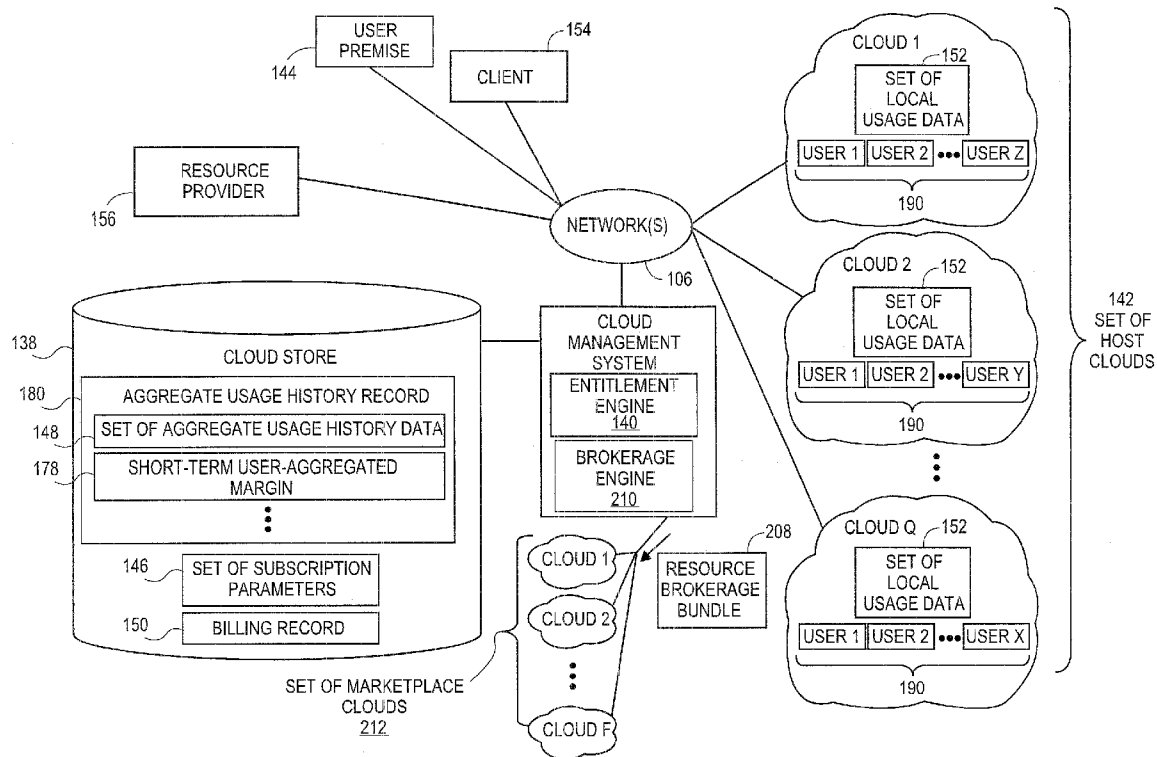 USER
PREMISE
144
154
CLIENT
RESOURCE
PROVIDER
156
NETWORK(S)
106
CLOUD 1
152
SET OF
LOCAL
USAGE DATA
USER 1 USER 2 ••• USER Z
190
CLOUD 2
152
SET OF
LOCAL
USAGE DATA
USER 1 USER 2 ••• USER Y
190
CLOUD Q
152
SET OF
LOCAL
USAGE DATA
USER 1 USER 2 ••• USER X
190
142
SET OF
HOST
CLOUDS
138
CLOUD STORE
180
AGGREGATE USAGE HISTORY RECORD
148
SET OF AGGREGATE USAGE HISTORY DATA
178
SHORT-TERM USER-AGGREGATED
MARGIN
146
SET OF SUBSCRIPTION
PARAMETERS
150
BILLING RECORD
CLOUD
MANAGEMENT
SYSTEM
ENTITLEMENT
ENGINE
140
BROKERAGE
ENGINE
210
208
RESOURCE
BROKERAGE
BUNDLE
CLOUD 1
CLOUD 2
CLOUD F
SET OF MARKETPLACE
CLOUDS
212